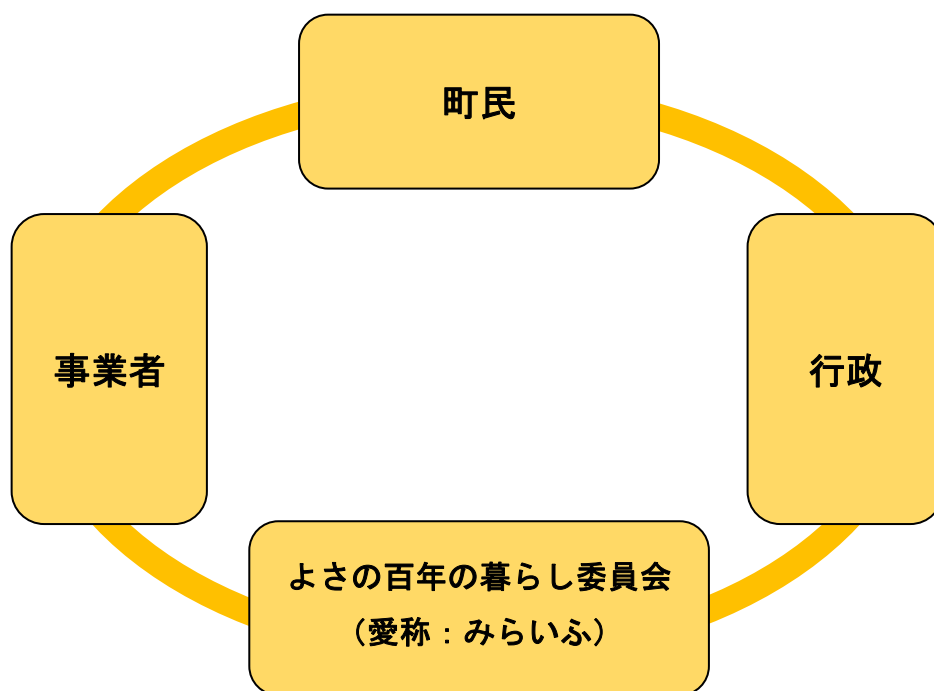 町民
事業者
行政
よさの百年の暮らし委員会
（愛称：みらいふ）